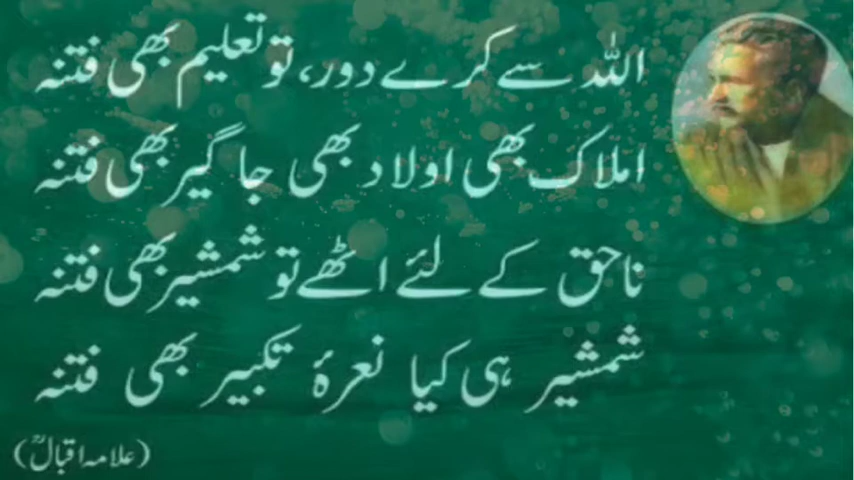 اللہ سے کرے دور، تو تعلیم بھی فتنہ
املاک بھی اولاد بھی جاگیر بھی فتنہ
ناحق کے لئے اٹھے تو شمشیر بھی فتنہ
شمشیر ہی کیا نعرۂ تکبیر بھی فتنہ
(علامہ اقبالؒ)